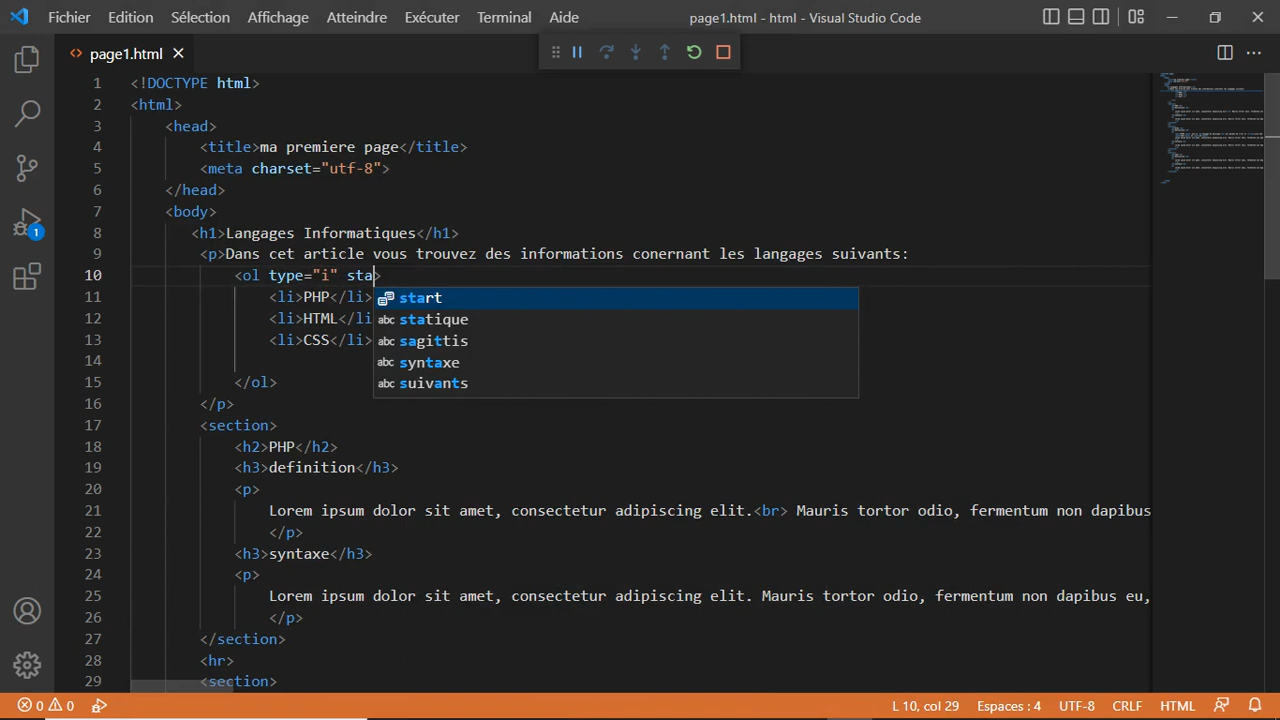 Fichier Edition Sélection Affichage Atteindre Exécuter Terminal Aide page1.html - html - Visual Studio Code
page1.html
1 <!DOCTYPE html>
2 <html>
3 <head>
4 <title>ma premiere page</title>
5 <meta charset="utf-8">
6 </head>
7 <body>
8 <h1>Langages Informatiques</h1>
9 <p>Dans cet article vous trouvez des informations conernant les langages suivants:
10 <ol type="i" sta>
11 <li>PHP</li> start
12 <li>HTML</li statique
13 <li>CSS</li> sagittis
14 syntaxe
15 </ol> suivants
16 </p>
17 <section>
18 <h2>PHP</h2>
19 <h3>definition</h3>
20 <p>
21 Lorem ipsum dolor sit amet, consectetur adipiscing elit.<br> Mauris tortor odio, fermentum non dapibus
22 </p>
23 <h3>syntaxe</h3>
24 <p>
25 Lorem ipsum dolor sit amet, consectetur adipiscing elit. Mauris tortor odio, fermentum non dapibus eu,
26 </p>
27 </section>
28 <hr>
29 <section>
1
0 0 L 10, col 29 Espaces : 4 UTF-8 CRLF HTML